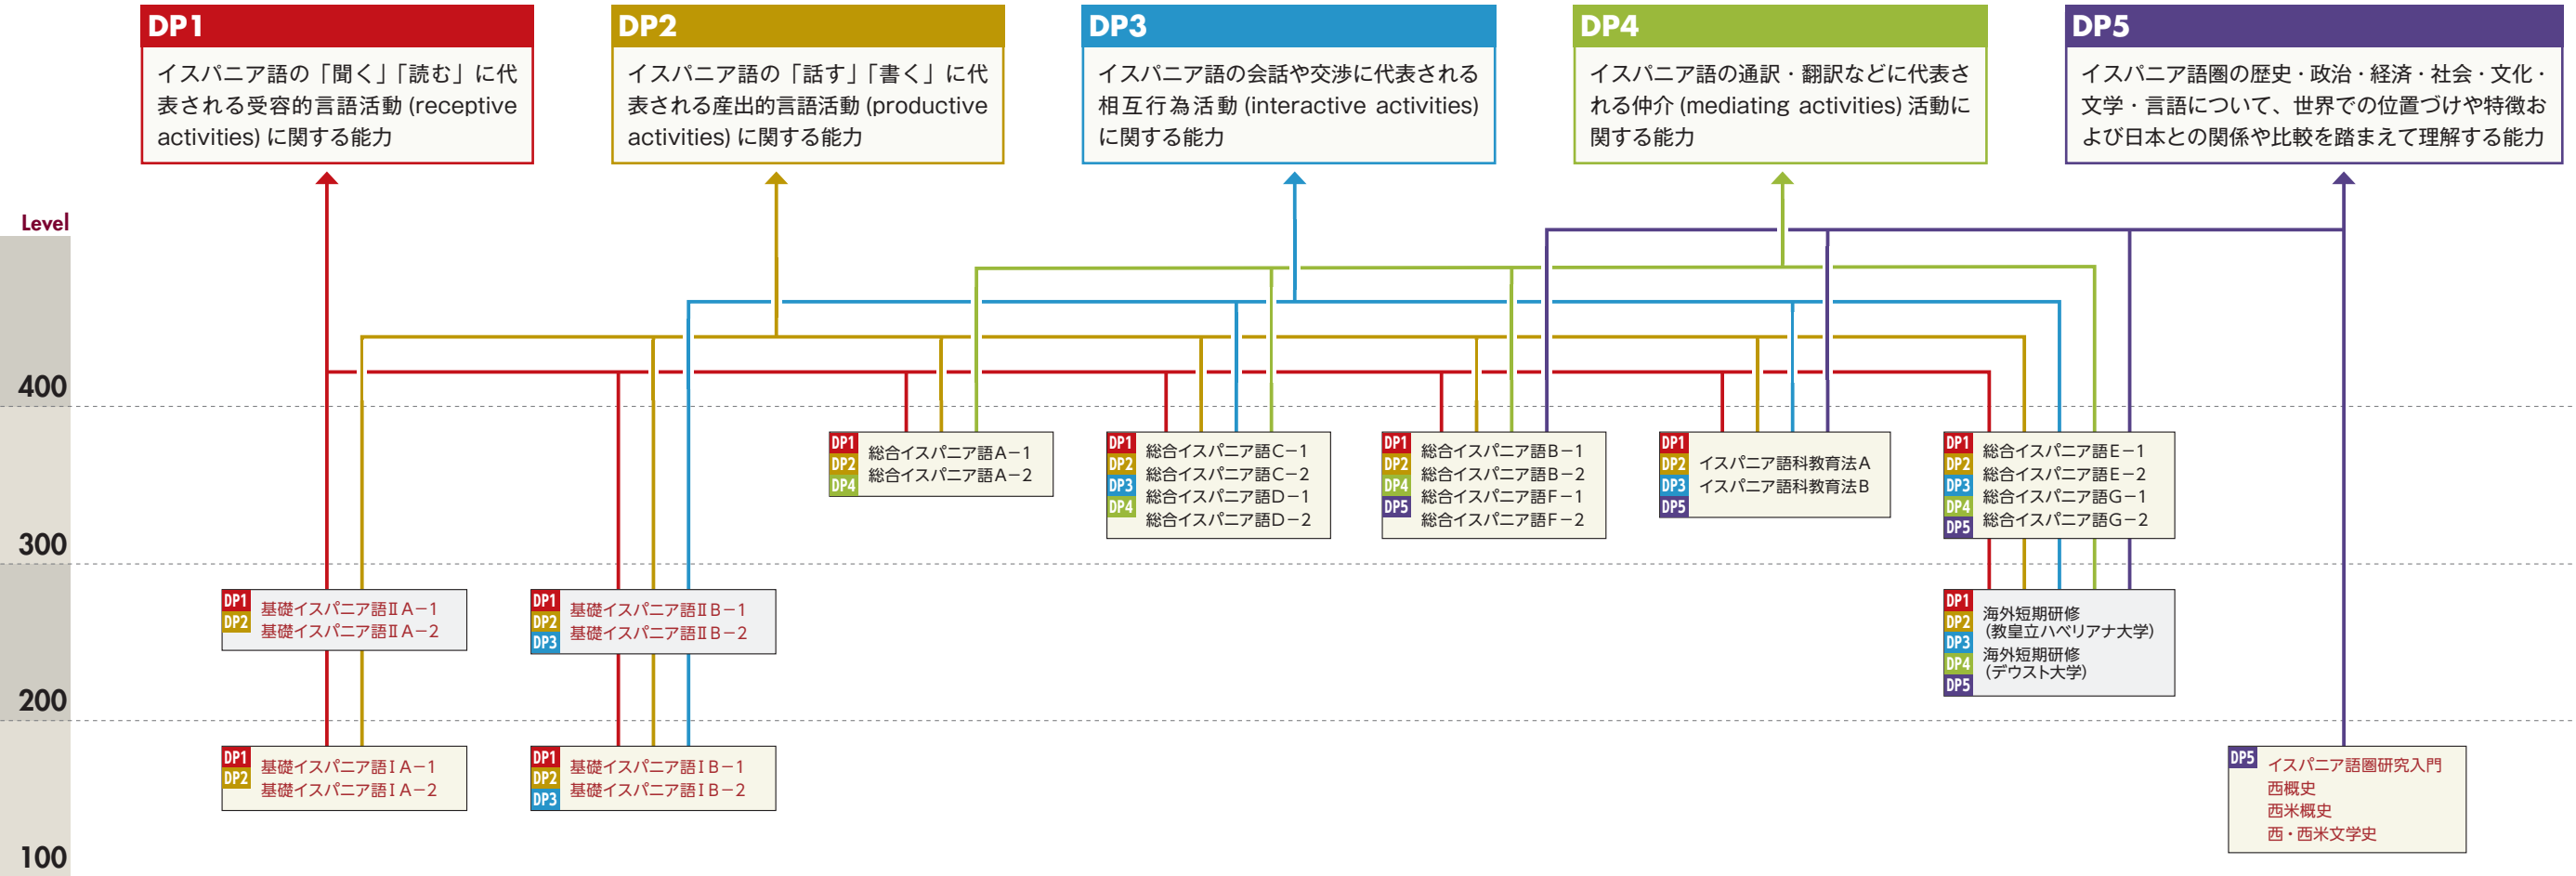 DP1
イスパニア語の「聞く」「読む」に代
表される受容的言語活動 (receptive
activities) に関する能力
DP2
イスパニア語の「話す」「書く」に代
表される産出的言語活動 (productive
activities) に関する能力
DP3
イスパニア語の会話や交渉に代表される
相互行為活動 (interactive activities)
に関する能力
DP4
イスパニア語の通訳・翻訳などに代表さ
れる仲介 (mediating activities) 活動に
関する能力
DP5
イスパニア語圏の歴史・政治・経済・社会・文化・
文学・言語について、世界での位置づけや特徴お
よび日本との関係や比較を踏まえて理解する能力
Level
400
DP1
DP2
DP4
総合イスパニア語A−1
総合イスパニア語A−2
DP1
DP2
DP3
DP4
総合イスパニア語C−1
総合イスパニア語C−2
総合イスパニア語D−1
総合イスパニア語D−2
DP1
DP2
DP4
DP5
総合イスパニア語B−1
総合イスパニア語B−2
総合イスパニア語F−1
総合イスパニア語F−2
DP1
DP2
DP3
DP5
イスパニア語科教育法A
イスパニア語科教育法B
DP1
DP2
DP3
DP4
DP5
総合イスパニア語E−1
総合イスパニア語E−2
総合イスパニア語G−1
総合イスパニア語G−2
300
DP1
DP2
基礎イスパニア語ⅡA−1
基礎イスパニア語ⅡA−2
DP1
DP2
DP3
基礎イスパニア語ⅡB−1
基礎イスパニア語ⅡB−2
DP1
DP2
DP3
DP4
DP5
海外短期研修
(教皇立ハベリアナ大学)
海外短期研修
(デウスト大学)
200
DP1
DP2
基礎イスパニア語ⅠA−1
基礎イスパニア語ⅠA−2
DP1
DP2
DP3
基礎イスパニア語ⅠB−1
基礎イスパニア語ⅠB−2
DP5
イスパニア語圏研究入門
西概史
西米概史
西・西米文学史
100